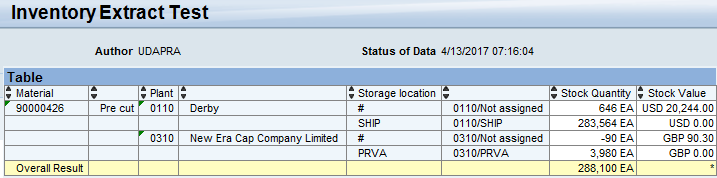 Inventory Extract Test
Author UDAPRA Status of Data 4/13/2017 07:16:04
Table
Material Plant Storage location Stock Quantity Stock Value
90000426 Pre cut 0110 Derby # 0110/Not assigned 646 EA USD 20,244.00
SHIP 0110/SHIP 283,564 EA USD 0.00
0310 New Era Cap Company Limited # 0310/Not assigned -90 EA GBP 90.30
PRVA 0310/PRVA 3,980 EA GBP 0.00
Overall Result 288,100 EA *